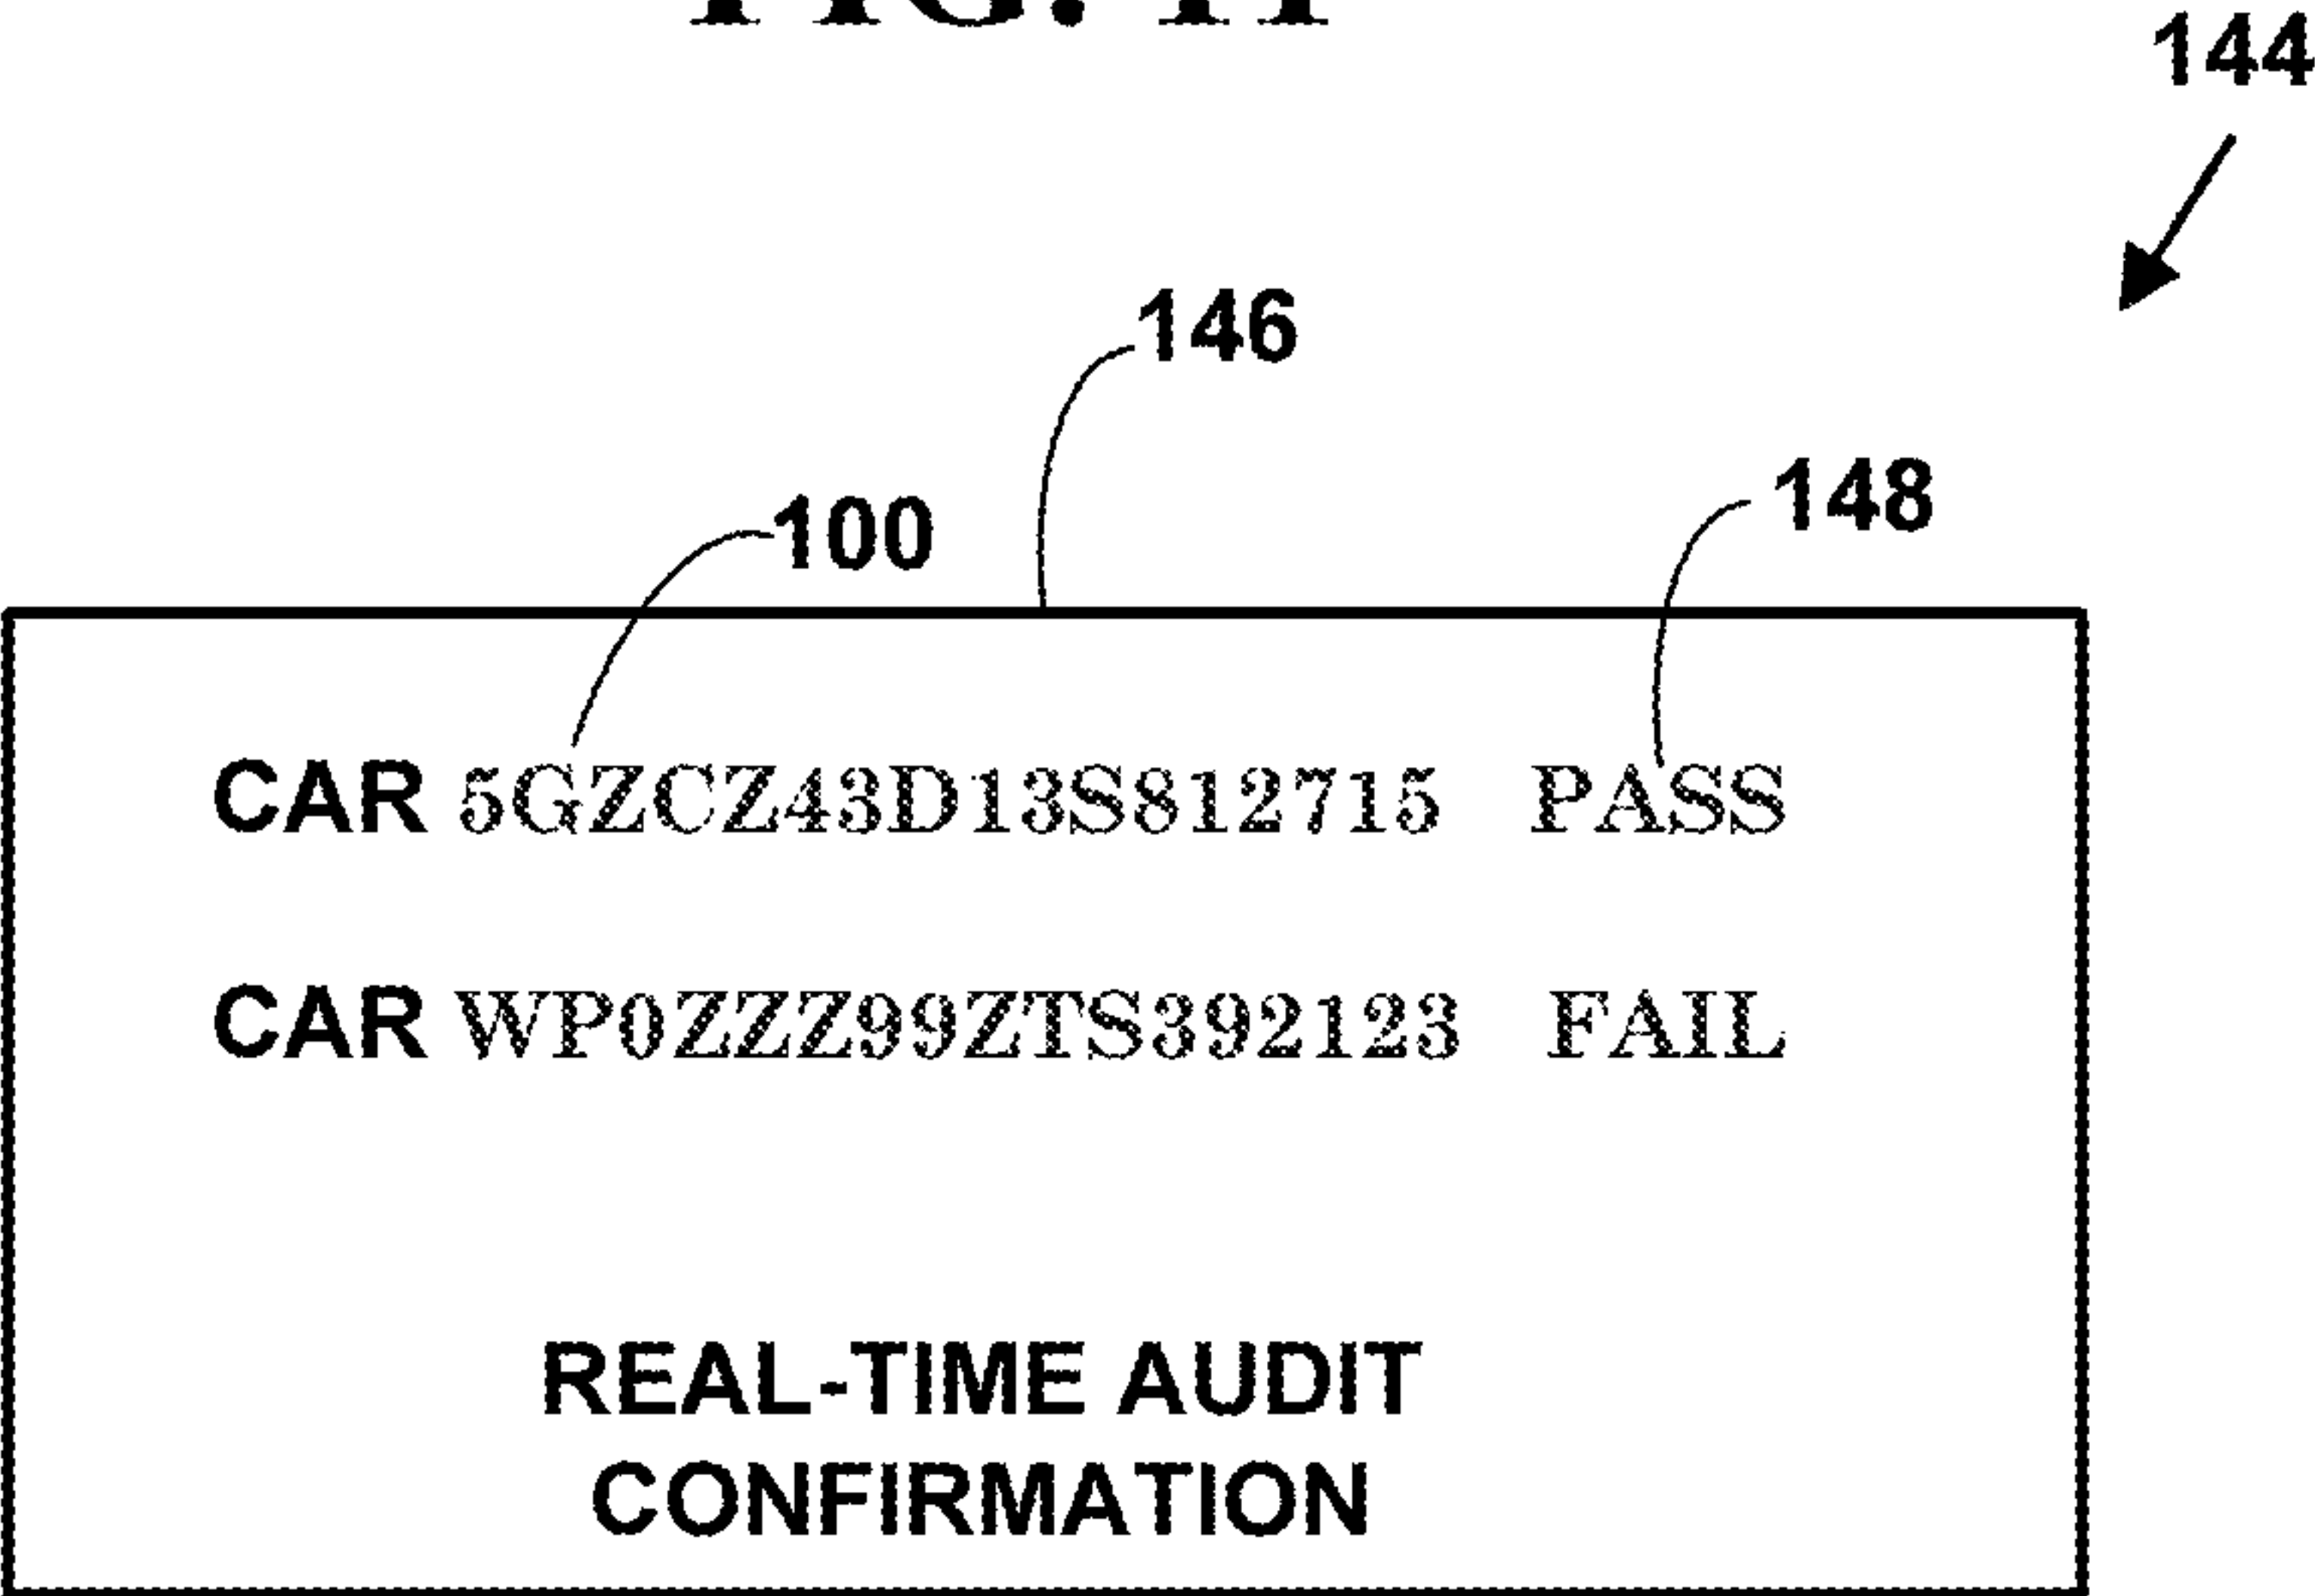 144
146
148
100
CAR 5GZCZ43D13S812715 PASS
CAR WP0ZZZ99ZTS392123 FAIL
REAL-TIME AUDIT
CONFIRMATION